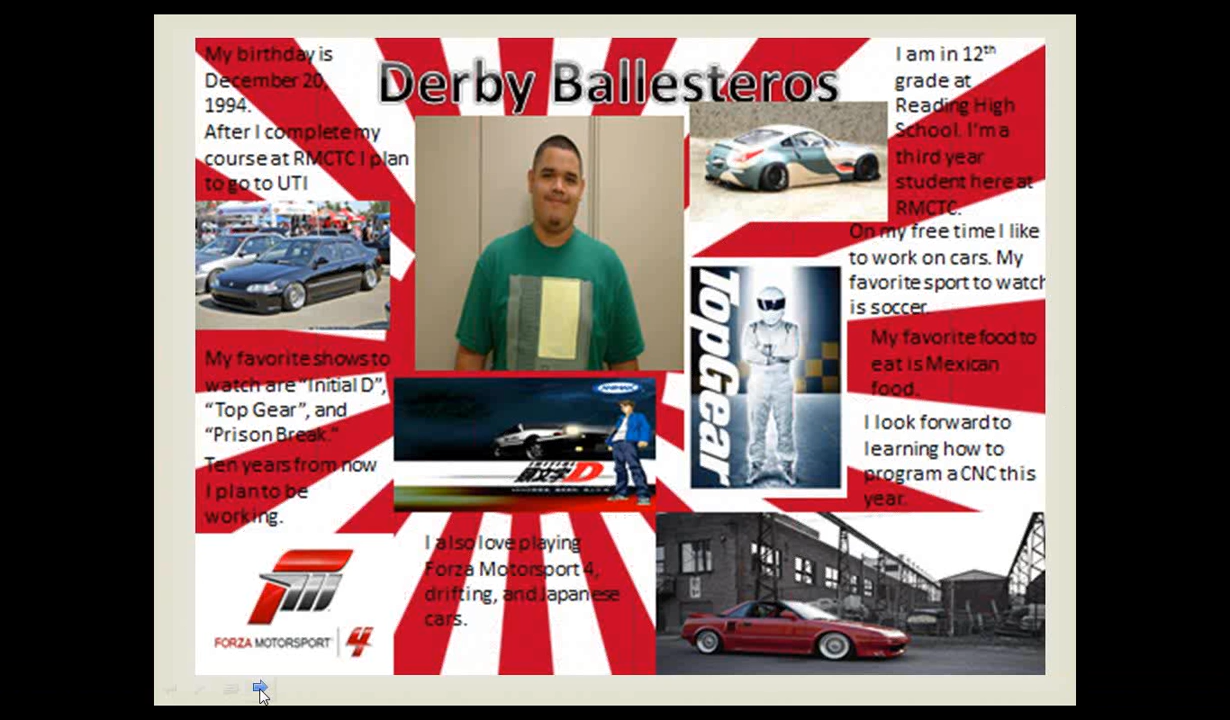 Derby Ballesteros
My birthday is
December 20,
1994.
After I complete my
course at RMCTC I plan
to go to UTI
My favorite shows to
watch are “Initial D”,
“Top Gear”, and
“Prison Break.”
Ten years from now
I plan to be
working.
FORZA MOTORSPORT 4
TopGear
D
I also love playing
Forza Motorsport 4,
drifting, and Japanese
cars.
I am in 12th
grade at
Reading High
School. I’m a
third year
student here at
RMCTC.
On my free time I like
to work on cars. My
favorite sport to watch
is soccer.
My favorite food to
eat is Mexican
food.
I look forward to
learning how to
program a CNC this
year.